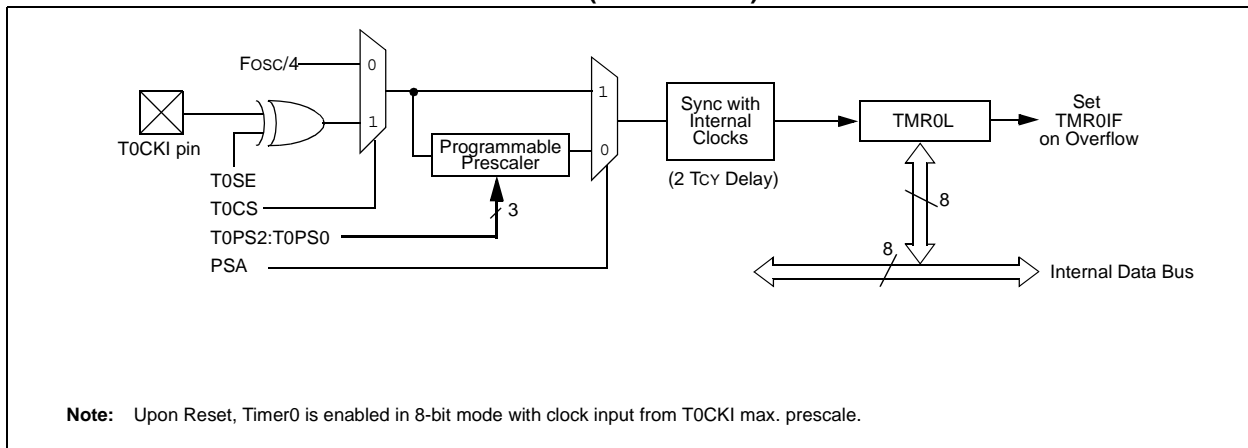 Fosc/4
0
1
T0CKI pin
T0SE
T0CS
T0PS2:T0PS0
PSA
Programmable
Prescaler
3
1
0
Sync with
Internal
Clocks
(2 TCY Delay)
TMR0L
Set
TMR0IF
on Overflow
8
8
Internal Data Bus
Note: Upon Reset, Timer0 is enabled in 8-bit mode with clock input from T0CKI max. prescale.